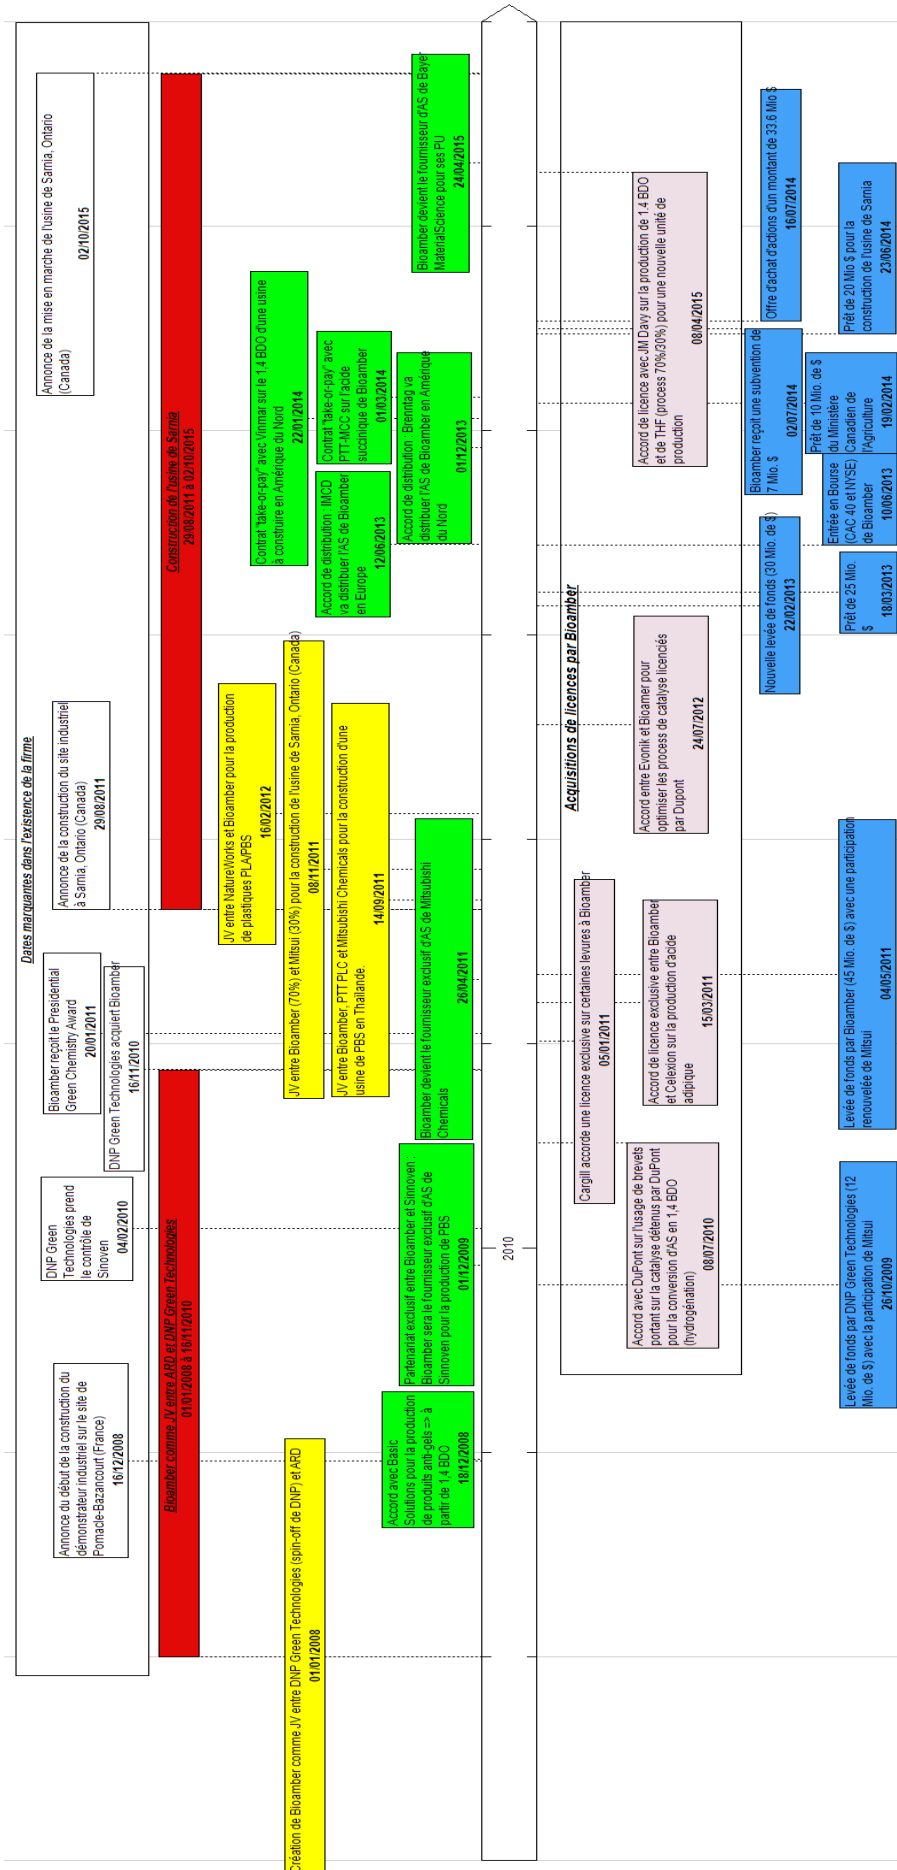 Dates marquantes dans l'existence de la firme
Annonce du début de la construction du
démonstrateur industriel sur le site de
Pomacle-Bazancourt (France)
16/12/2008
DNP Green
Technologies prend
le contrôle de
Sinoven
04/02/2010
Bioamber reçoit le Presidential
Green Chemistry Award
20/01/2011
DNP Green Technologies acquiert Bioamber
16/11/2010
Annonce de la construction du site industriel
à Sarnia, Ontario (Canada)
29/08/2011
Annonce de la mise en marche de l'usine de Sarnia, Ontario
(Canada)
02/10/2015
Bioamber comme JV entre ARD et DNP Green Technologies
01/01/2008 à 16/11/2010
Construction de l'usine de Sarnia
29/08/2011 à 02/10/2015
Création de Bioamber comme JV entre DNP Green Technologies (spin-off de DNP) et ARD
01/01/2008
JV entre NatureWorks et Bioamber pour la production
de plastiques PLA/PBS
16/02/2012
JV entre Bioamber (70%) et Mitsui (30%) pour la construction de l'usine de Sarnia, Ontario (Canada)
08/11/2011
JV entre Bioamber, PTT PLC et Mitsubishi Chemicals pour la construction d'une
usine de PBS en Thaïlande.
14/09/2011
Contrat "take-or-pay" avec Vinmar sur le 1,4 BDO d'une usine
à construire en Amérique du Nord
22/01/2014
Accord de distribution : IMCD
va distribuer l'AS de Bioamber
en Europe
12/06/2013
Contrat "take-or-pay" avec
PTT-MCC sur l'acide
succinique de Bioamber
01/03/2014
Accord avec Basic
Solutions pour la production
de produits anti-gels => à
partir de 1,4 BDO
18/12/2008
Partenariat exclusif entre Bioamber et Sinnoven :
Bioamber sera le fournisseur exclusif d'AS de
Sinnoven pour la production de PBS
01/12/2009
Bioamber devient le fournisseur exclusif d'AS de Mitsubishi
Chemicals
26/04/2011
Accord de distribution : Brenntag va
distribuer l'AS de Bioamber en Amérique
du Nord
01/12/2013
Bioamber devient le fournisseur d'AS de Bayer
MaterialScience pour ses PU
24/04/2015
2010
Acquisitions de licences par Bioamber
Cargill accorde une licence exclusive sur certaines levures à Bioamber
05/01/2011
Accord avec DuPont sur l'usage de brevets
portant sur la catalyse détenus par DuPont
pour la conversion d'AS en 1,4 BDO
(hydrogénation)
08/07/2010
Accord de licence exclusive entre Bioamber
et Celexion sur la production d'acide
adipique
15/03/2011
Accord entre Evonik et Bioamer pour
optimiser les process de catalyse licenciés
par Dupont
24/07/2012
Accord de licence avec JM Davy sur la production de 1.4 BDO
et de THF (process 70%/30%) pour une nouvelle unité de
production
08/04/2015
Nouvelle levée de fonds (30 Mio. de $)
22/02/2013
Bioamber reçoit une subvention de
7 Mio. $
02/07/2014
Offre d'achat d'actions d'un montant de 33.6 Mio $
16/07/2014
Levée de fonds par DNP Green Technologies (12
Mio. de $) avec la participation de Mitsui
26/10/2009
Levée de fonds par Bioamber (45 Mio. de $) avec une participation
renouvelée de Mitsui
04/05/2011
Prêt de 25 Mio.
$
18/03/2013
Entrée en Bourse
(CAC 40 et NYSE)
de Bioamber
10/06/2013
Prêt de 10 Mio. de $
du Ministère
Canadien de
l'Agriculture
19/02/2014
Prêt de 20 Mio $ pour la
construction de l'usine de Sarnia
23/06/2014